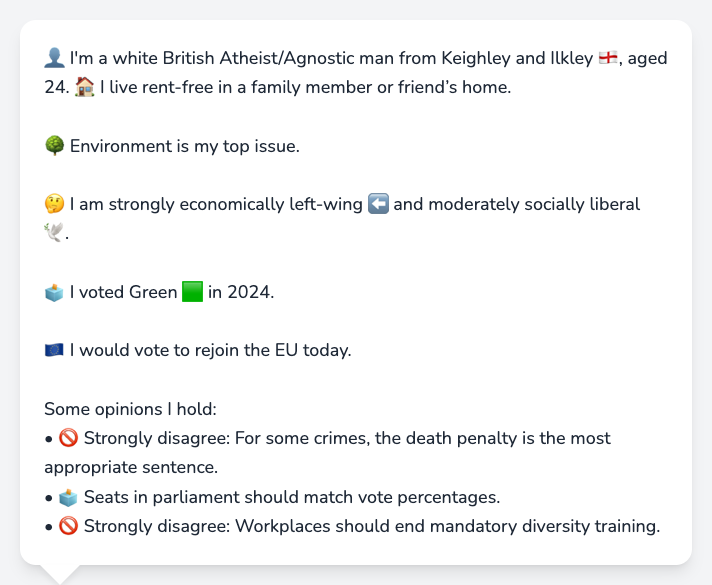 👤 I'm a white British Atheist/Agnostic man from Keighley and Ilkley 🏴󠁧󠁢󠁥󠁮󠁧󠁿, aged
24. 🏠 I live rent-free in a family member or friend’s home.
🌳 Environment is my top issue.
🤔 I am strongly economically left-wing ⬅️ and moderately socially liberal
🕊️.
🗳️ I voted Green 🟩 in 2024.
🇪🇺 I would vote to rejoin the EU today.
Some opinions I hold:
• 🚫 Strongly disagree: For some crimes, the death penalty is the most
appropriate sentence.
• 🗳️ Seats in parliament should match vote percentages.
• 🚫 Strongly disagree: Workplaces should end mandatory diversity training.